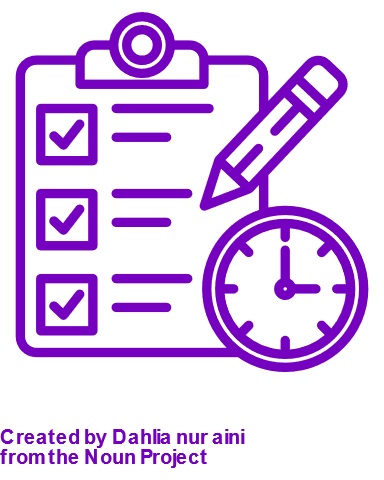 Created by Dahlia nur aini
from the Noun Project